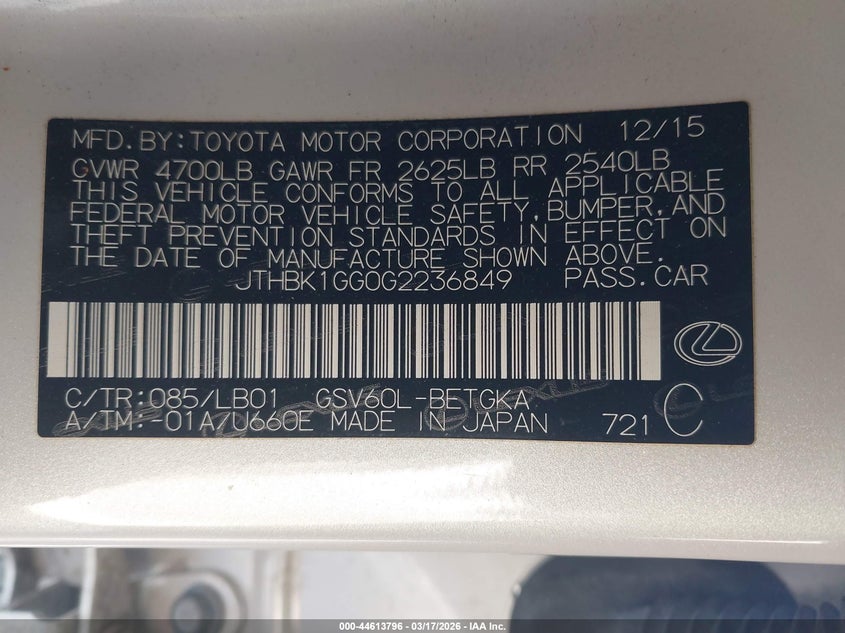 MFD.BY:TOYOTA MOTOR CORPORATION 12/15
GVWR 4700LB GAWR FR 2625LB RR 2540LB
THIS VEHICLE CONFORMS TO ALL APPLICABLE
FEDERAL MOTOR VEHICLE SAFETY,BUMPER,AND
THEFT PREVENTION STANDARDS IN EFFECT ON
THE DATE OF MANUFACTURE SHOWN ABOVE.
JTHBK1GG0G2236849 PASS.CAR
C/TR:085/LB01 GSV60L-BETGKA
A/TM:-01A/U660E MADE IN JAPAN 721 C
000-44613796 - 03/17/2026 - IAA Inc.